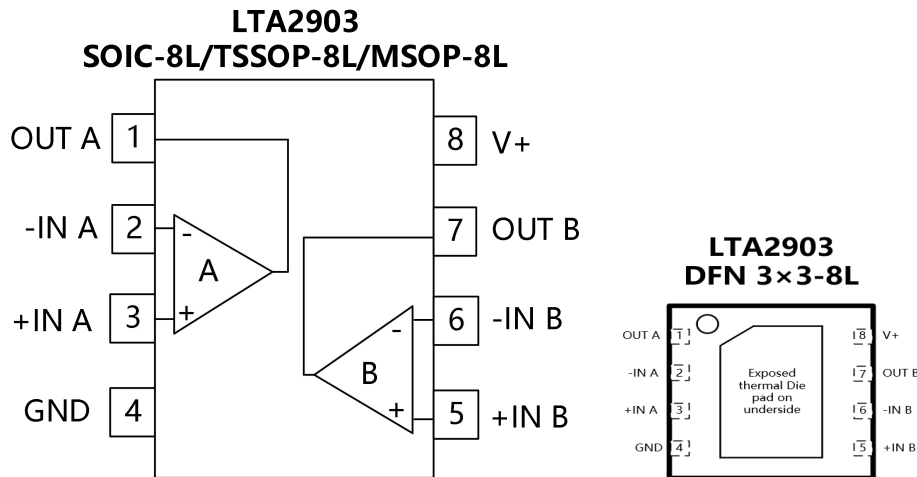 LTA2903
SOIC-8L/TSSOP-8L/MSOP-8L
OUT A 1
8 V+
-IN A 2
-
A
7 OUT B
+IN A 3
+
-
6 -IN B
B
GND 4
+
5 +IN B
LTA2903
DFN 3×3-8L
OUT A 1
8 V+
-IN A 2
Exposed
thermal Die
pad on
underside
7 OUT B
+IN A 3
6 -IN B
GND 4
5 +IN B